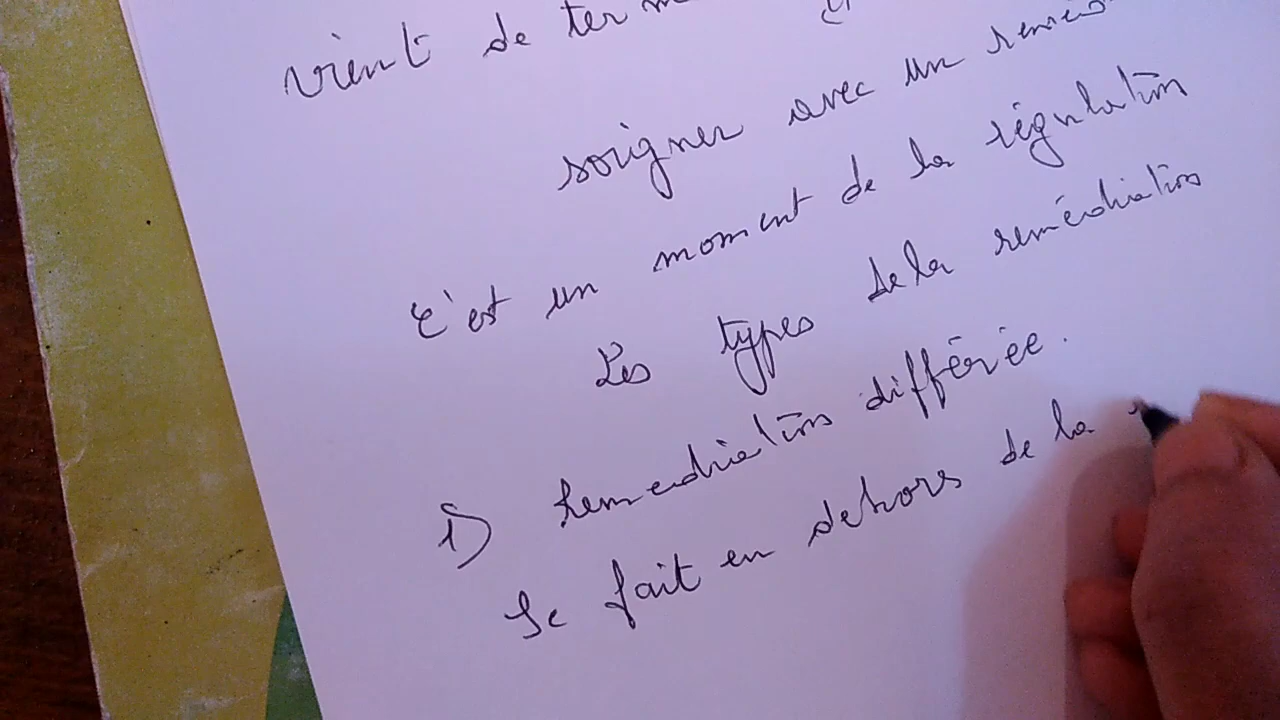 vient de
soigner avec un
c'est un moment de la régulation
Les types de la remédiation
1) Remediation différée.
Se fait en dehors de la